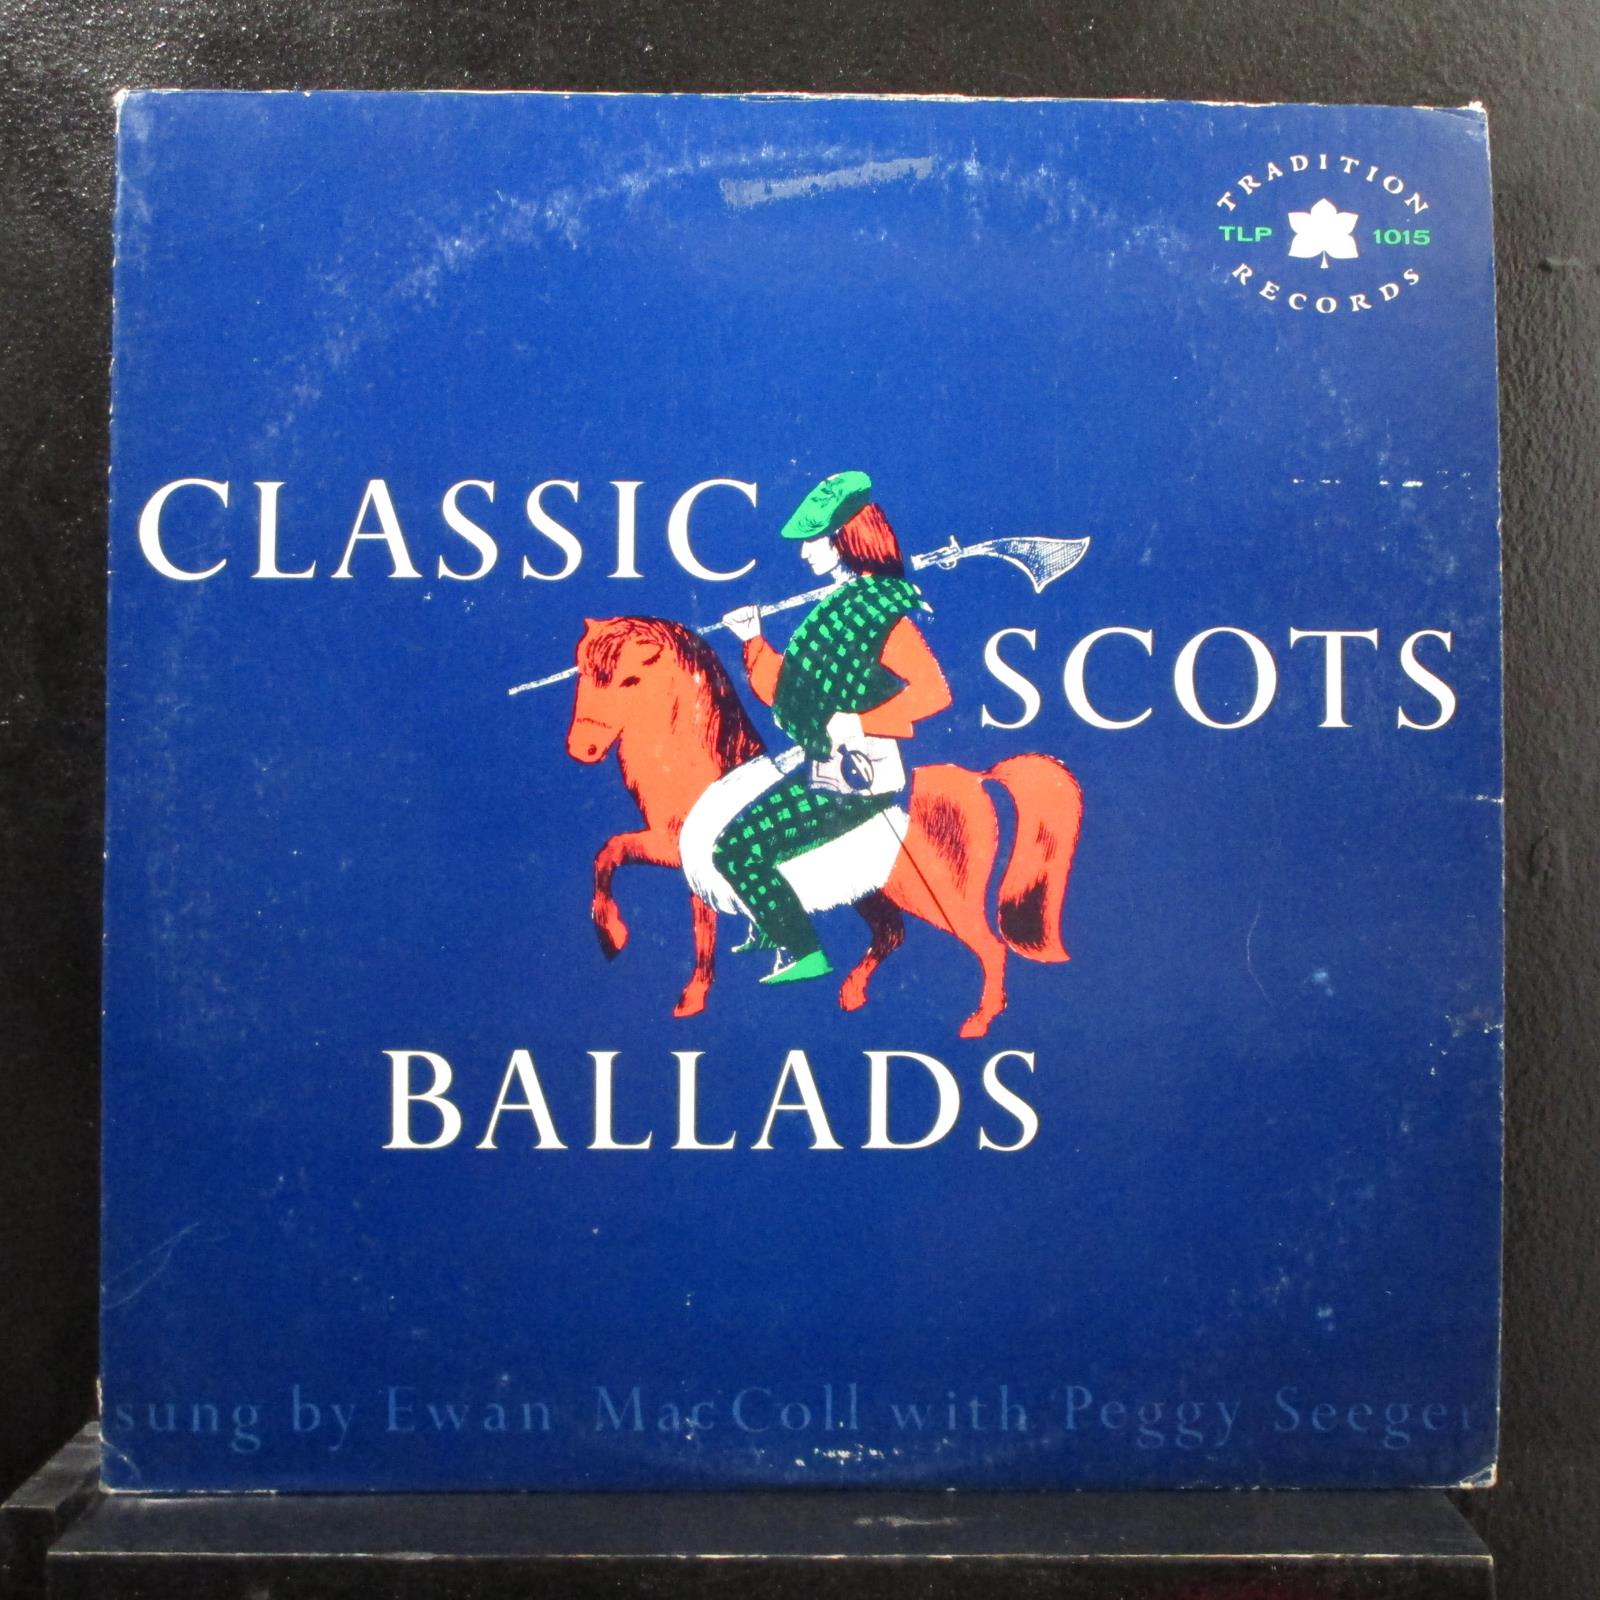 TRADITION
TLP 1015
RECORDS
CLASSIC
SCOTS
BALLADS
sung by Ewan MacColl with Peggy Seeger